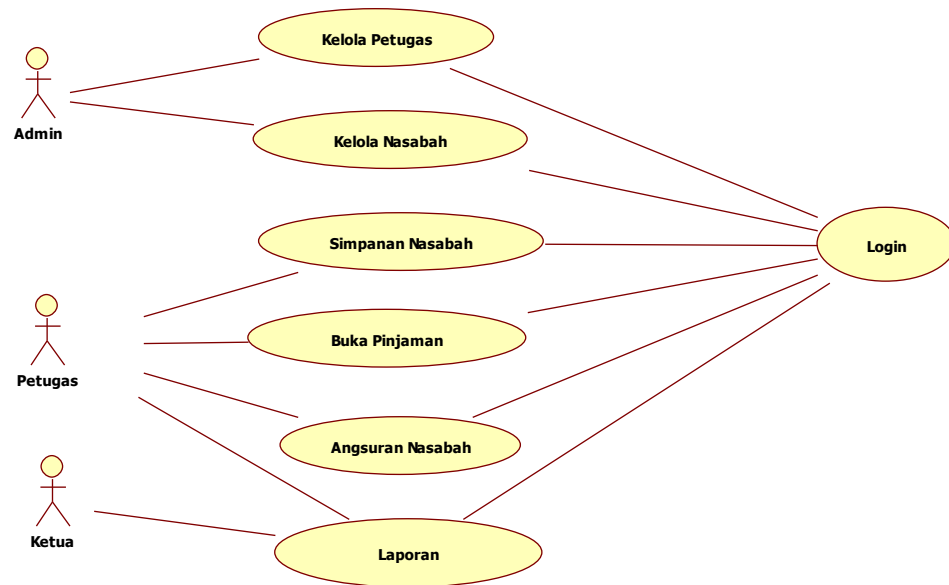 Kelola Petugas
Admin
Kelola Nasabah
Simpanan Nasabah
Login
Buka Pinjaman
Petugas
Angsuran Nasabah
Ketua
Laporan